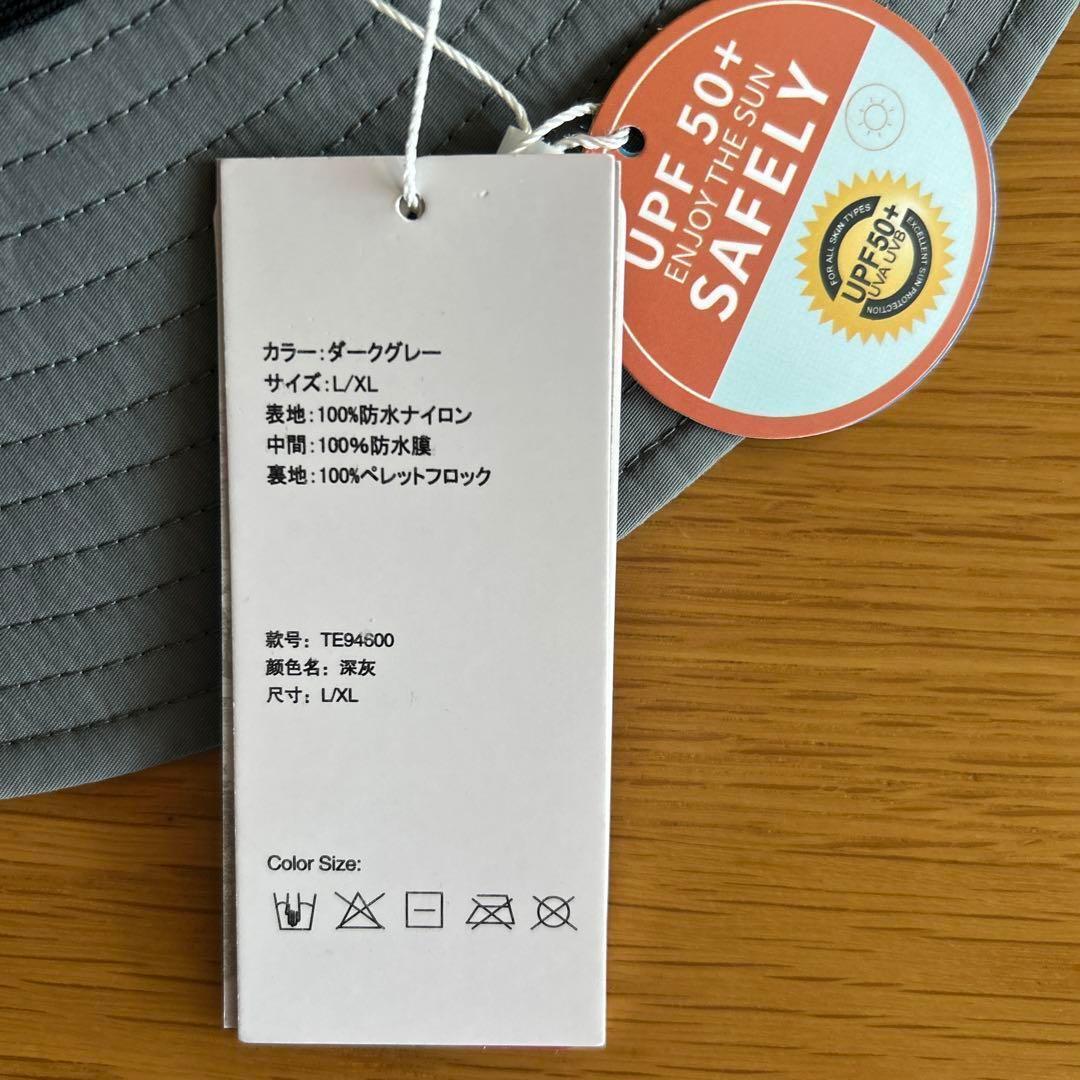 UPF 50+
ENJOY THE SUN
SAFELY
FOR ALL SKIN TYPES
UPF50+
UVA UVB
EXCELLENT SUN PROTECTION
カラー:ダークグレー
サイズ:L/XL
表地:100%防水ナイロン
中間:100%防水膜
裏地:100%ペレットフロック
款号: TE94600
颜色名: 深灰
尺寸: L/XL
Color Size: